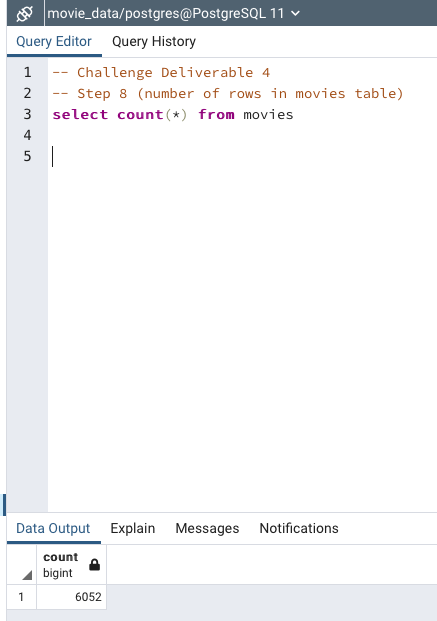 movie_data/postgres@PostgreSQL 11
Query Editor Query History
1 -- Challenge Deliverable 4
2 -- Step 8 (number of rows in movies table)
3 select count(*) from movies
4
5
Data Output Explain Messages Notifications
count
bigint
1 6052